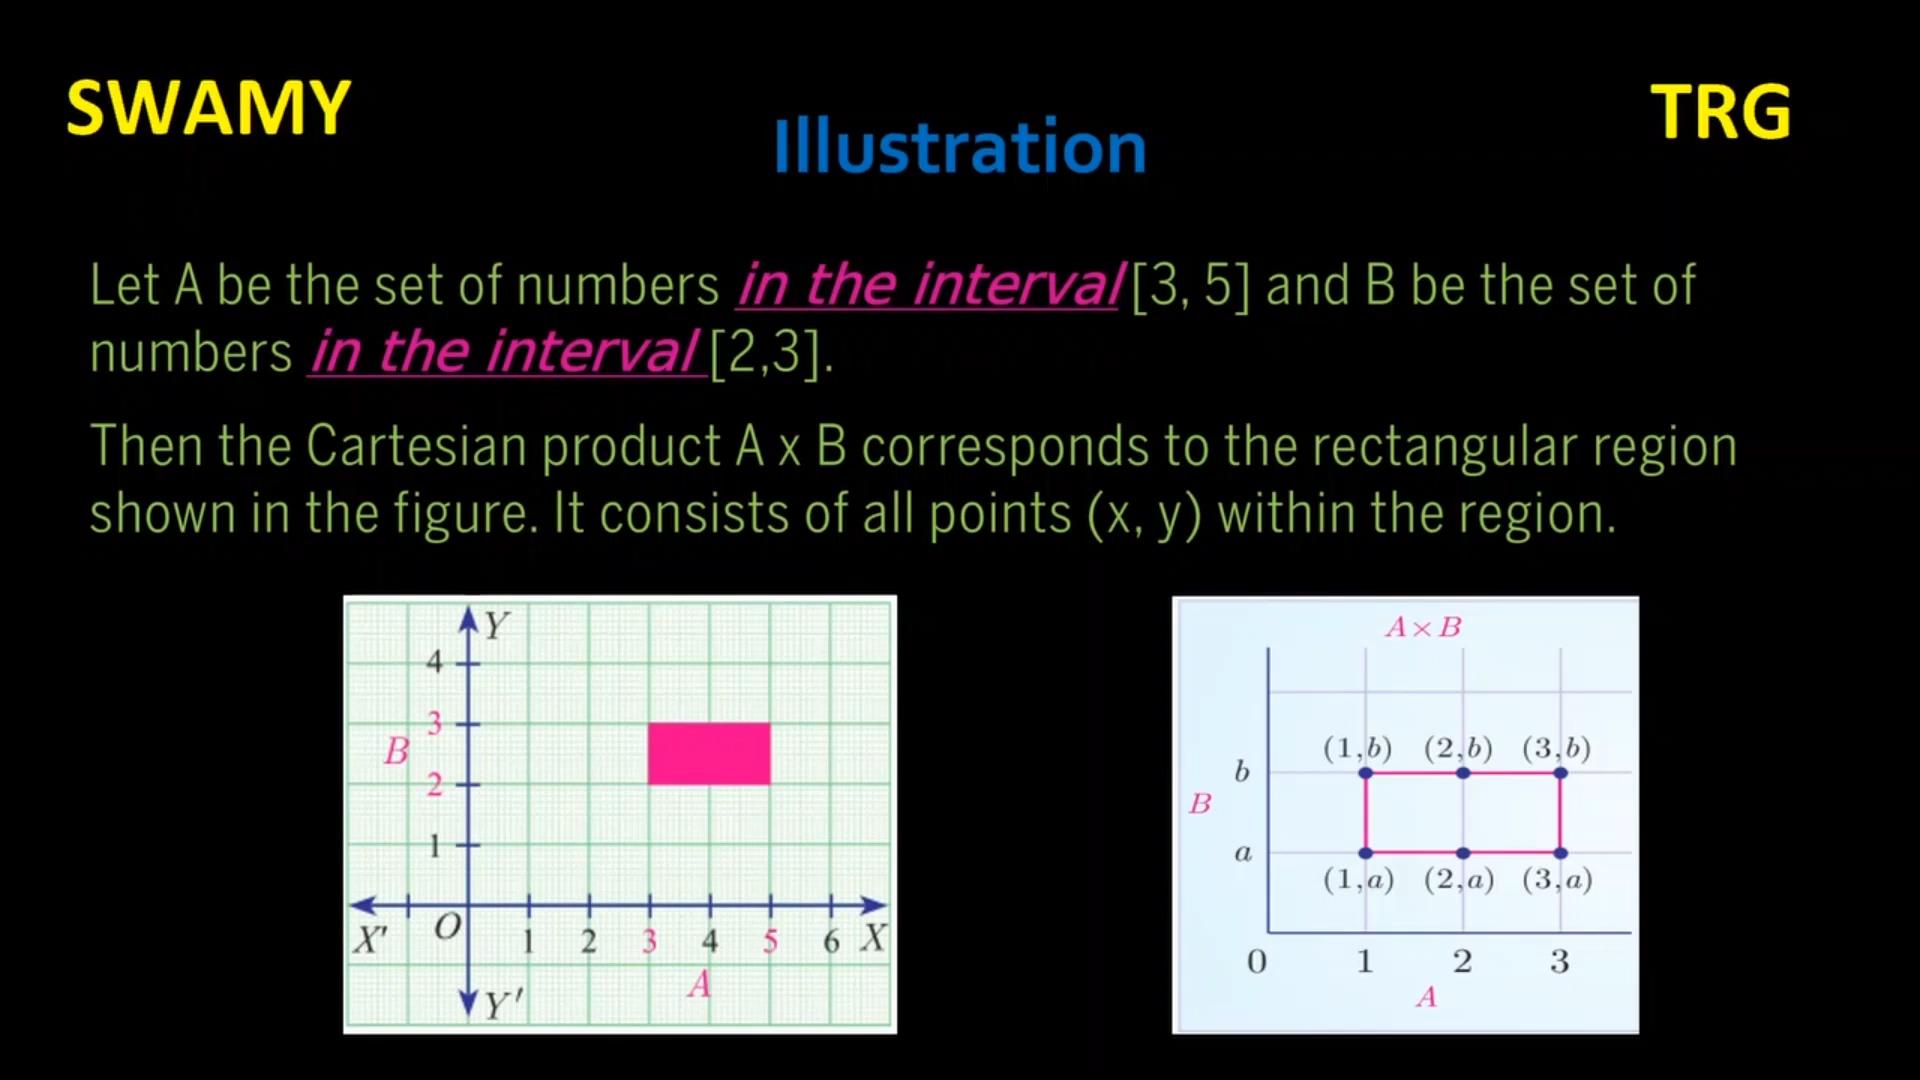 SWAMY
TRG
Illustration
Let A be the set of numbers in the interval [3, 5] and B be the set of
numbers in the interval [2,3].
Then the Cartesian product A x B corresponds to the rectangular region
shown in the figure. It consists of all points (x, y) within the region.
Y
4
3
B
2
1
X' O 1 2 3 4 5 6 X
A
Y'
A × B
(1,b) (2,b) (3,b)
b
B
a
(1,a) (2,a) (3,a)
0 1 2 3
A